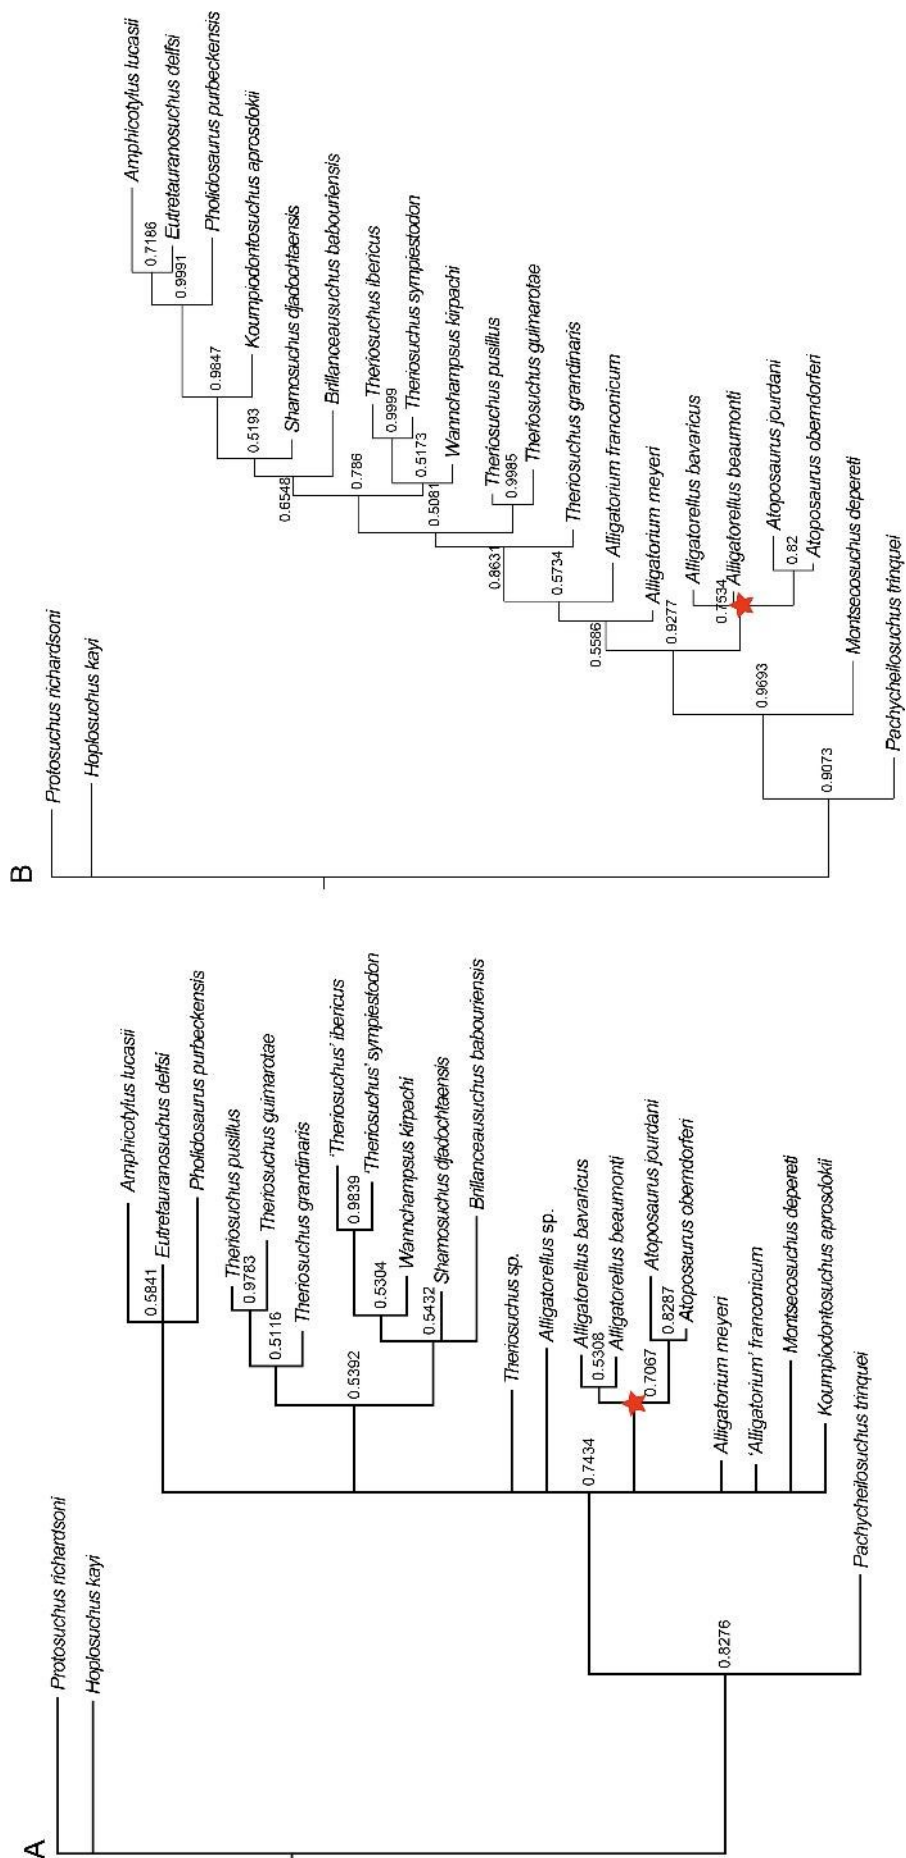 A
Protosuchus richardsoni
Hoplosuchus kayi
Amphicotylus lucasii
0.5841
Eutretauranosuchus delfsi
Pholidosaurus purbeckensis
Theriosuchus pusillus
0.9783
Theriosuchus guimarotae
0.5116
Theriosuchus grandinaris
0.5392
'Theriosuchus' ibericus
0.9839
'Theriosuchus' sympiestodon
0.5304
Wannchampsus kirpachi
0.5432
Shamosuchus djadochtaensis
Brillanceausuchus babouriensis
Theriosuchus sp.
Alligatorellus sp.
0.7434
Alligatorellus bavaricus
0.5308
Alligatorellus beaumonti
0.7067
Atoposaurus jourdani
0.8287
Atoposaurus oberndorferi
Alligatorium meyeri
'Alligatorium' franconicum
Montsecosuchus depereti
Koumpiodontosuchus aprosdokii
0.8276
Pachycheilosuchus trinquei
B
Protosuchus richardsoni
Hoplosuchus kayi
Amphicotylus lucasii
0.7186
Eutretauranosuchus delfsi
0.9991
Pholidosaurus purbeckensis
0.9847
Koumpiodontosuchus aprosdokii
0.5193
Shamosuchus djadochtaensis
0.6548
Brillanceausuchus babouriensis
0.786
Theriosuchus ibericus
0.9999
Theriosuchus sympiestodon
0.5173
Wannchampsus kirpachi
0.5081
Theriosuchus pusillus
0.9985
Theriosuchus guimarotae
0.8631
Theriosuchus grandinaris
0.5734
Alligatorium franconicum
0.5586
Alligatorium meyeri
0.9277
Alligatorellus bavaricus
0.7534
Alligatorellus beaumonti
Atoposaurus jourdani
0.82
Atoposaurus oberndorferi
0.9693
Montsecosuchus depereti
0.9073
Pachycheilosuchus trinquei